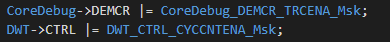 CoreDebug->DEMCR |= CoreDebug_DEMCR_TRCENA_Msk;
DWT->CTRL |= DWT_CTRL_CYCCNTENA_Msk;